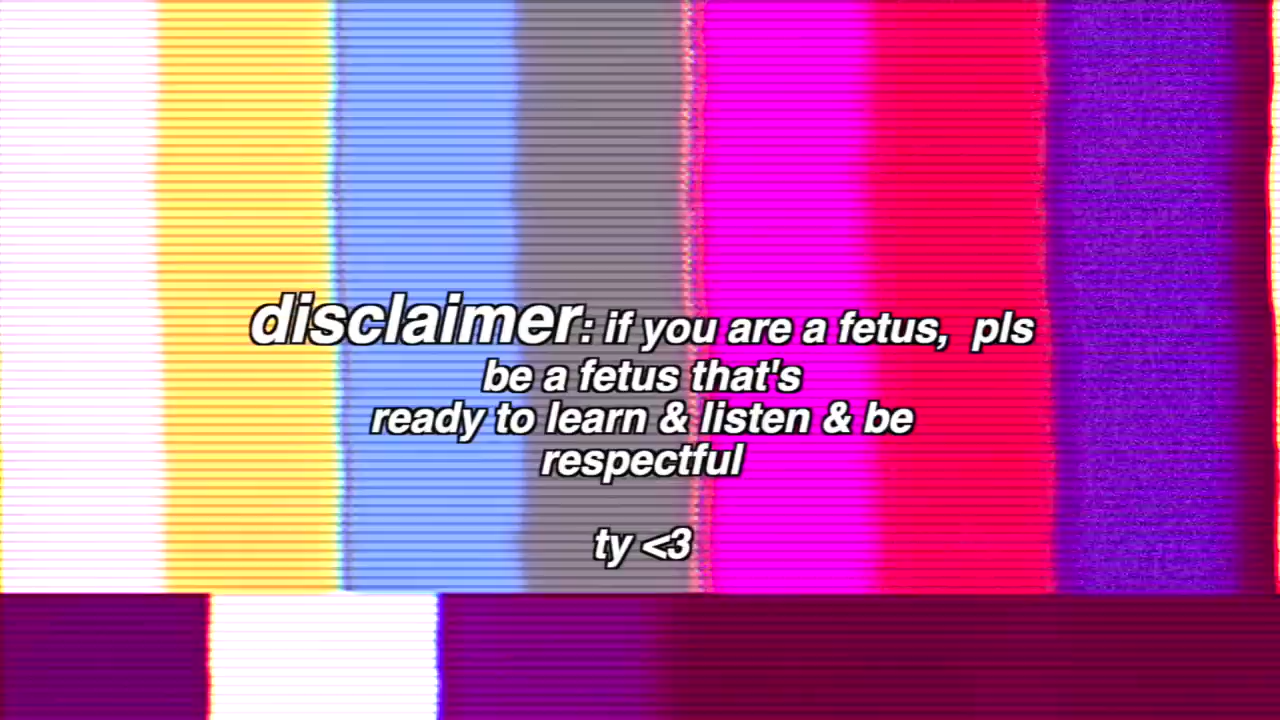 disclaimer: if you are a fetus, pls
be a fetus that's
ready to learn & listen & be
respectful
ty <3